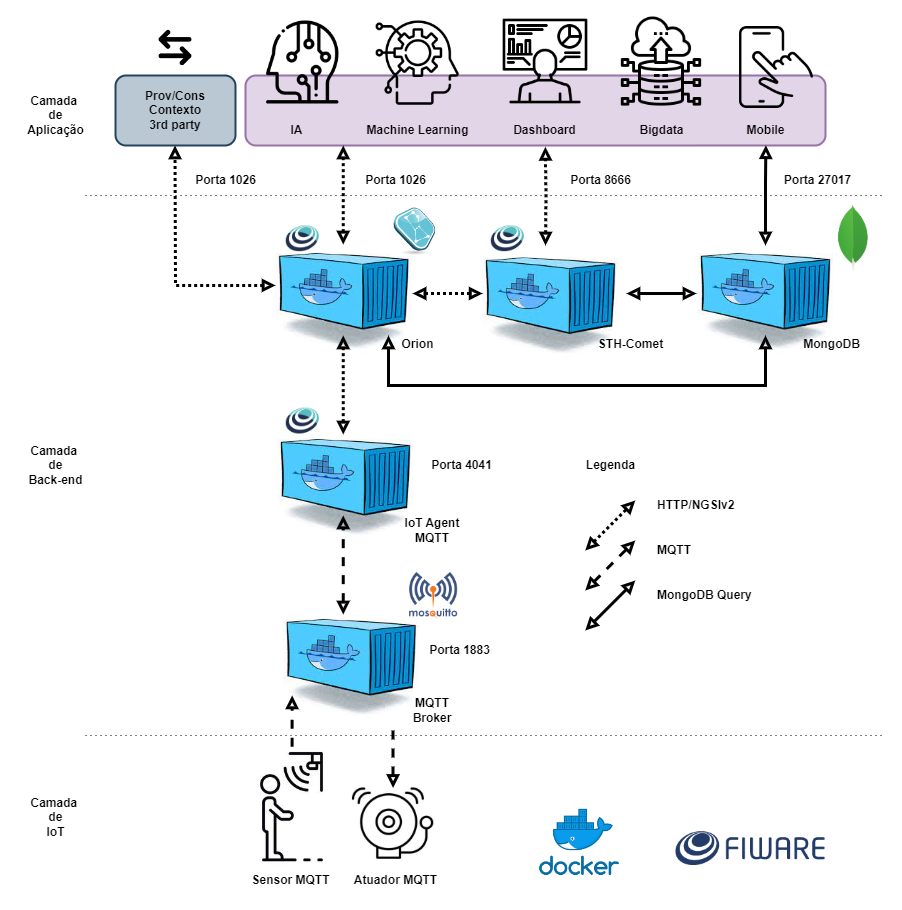 Camada
de
Aplicação
Prov/Cons
Contexto
3rd party
IA
Machine Learning
Dashboard
Bigdata
Mobile
Porta 1026
Porta 1026
Porta 8666
Porta 27017
Orion
STH-Comet
MongoDB
Camada
de
Back-end
Porta 4041
IoT Agent
MQTT
Legenda
HTTP/NGSIv2
MQTT
MongoDB Query
mosquitto
Porta 1883
MQTT
Broker
Camada
de
IoT
Sensor MQTT
Atuador MQTT
docker
FIWARE